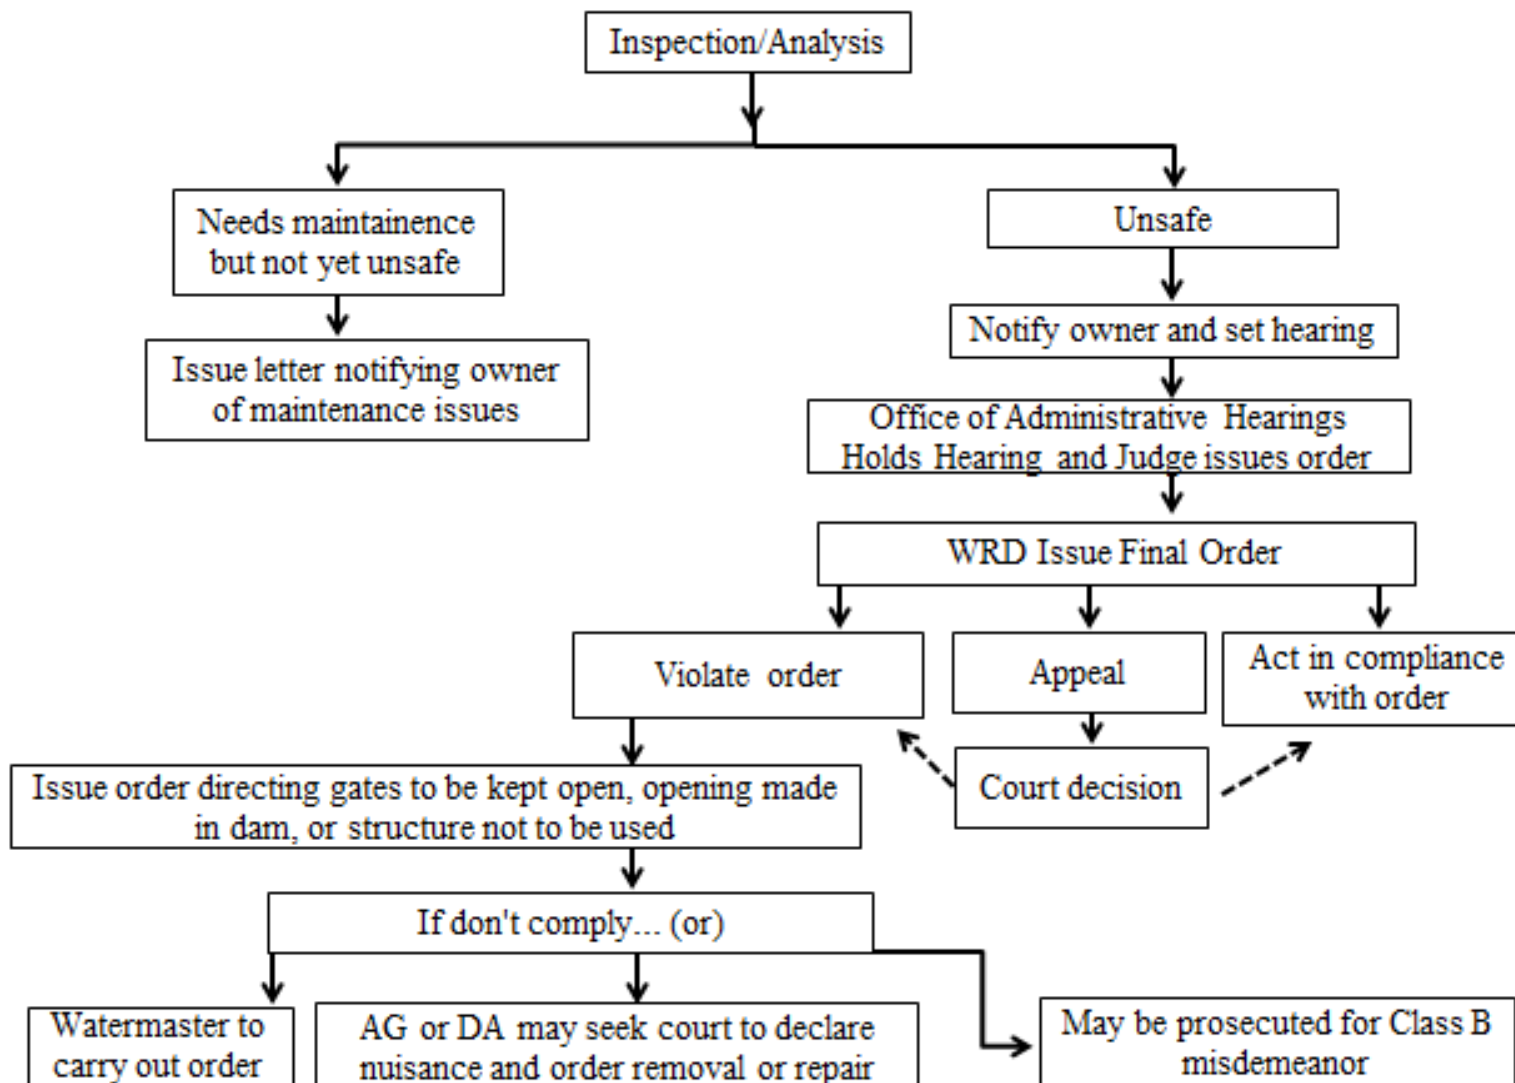 Inspection/Analysis
Needs maintainence
but not yet unsafe
Unsafe
Issue letter notifying owner
of maintenance issues
Notify owner and set hearing
Office of Administrative Hearings
Holds Hearing and Judge issues order
WRD Issue Final Order
Violate order
Appeal
Act in compliance
with order
Court decision
Issue order directing gates to be kept open, opening made
in dam, or structure not to be used
If don't comply... (or)
Watermaster to
carry out order
AG or DA may seek court to declare
nuisance and order removal or repair
May be prosecuted for Class B
misdemeanor